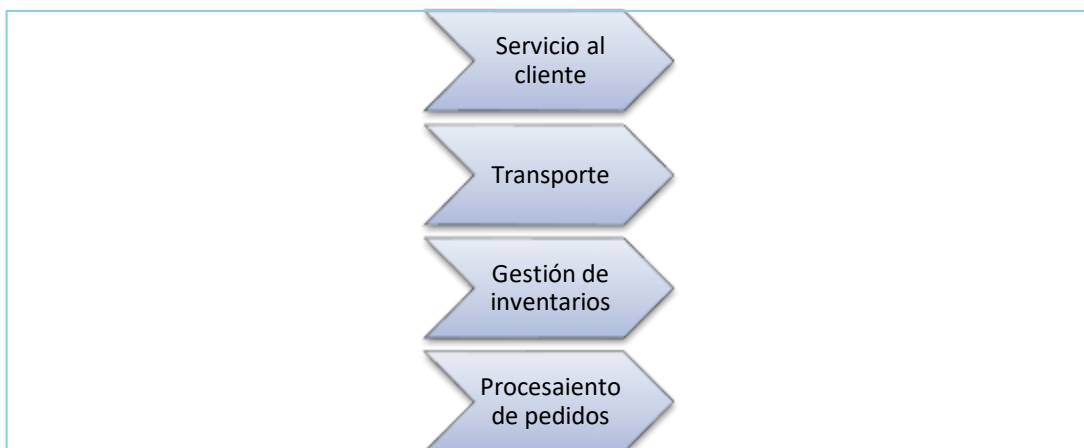 Servicio al
cliente
Transporte
Gestión de
inventarios
Procesaiento
de pedidos